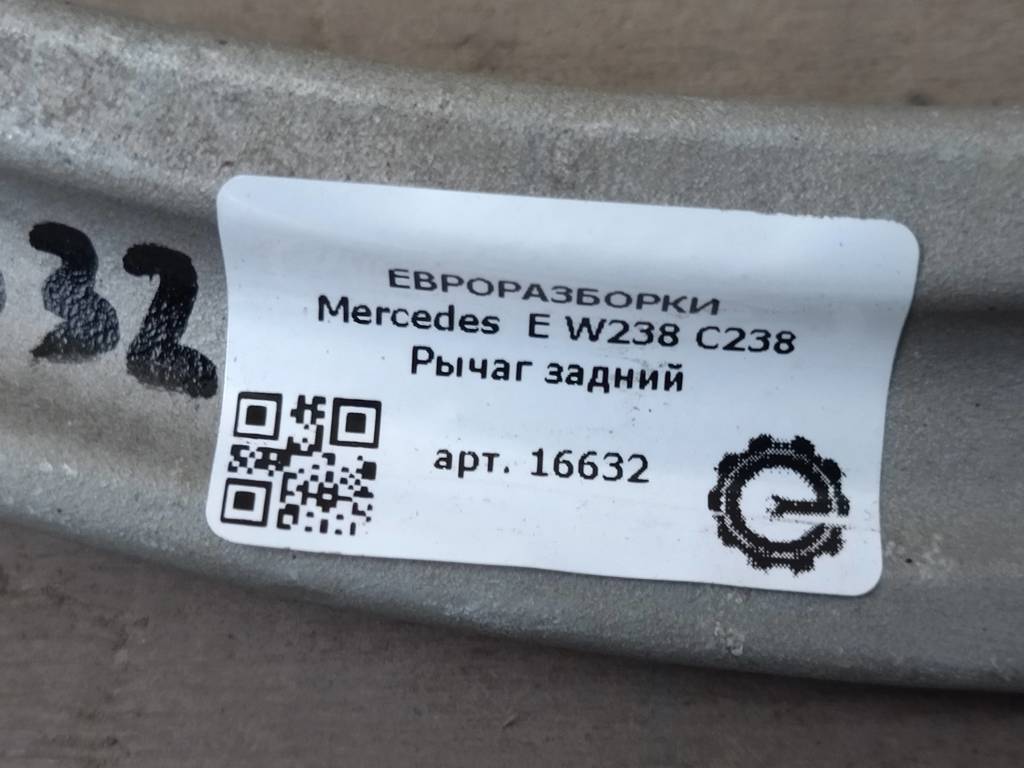 32
ЕВРОРАЗБОРКИ
Mercedes E W238 C238
Рычаг задний
арт. 16632